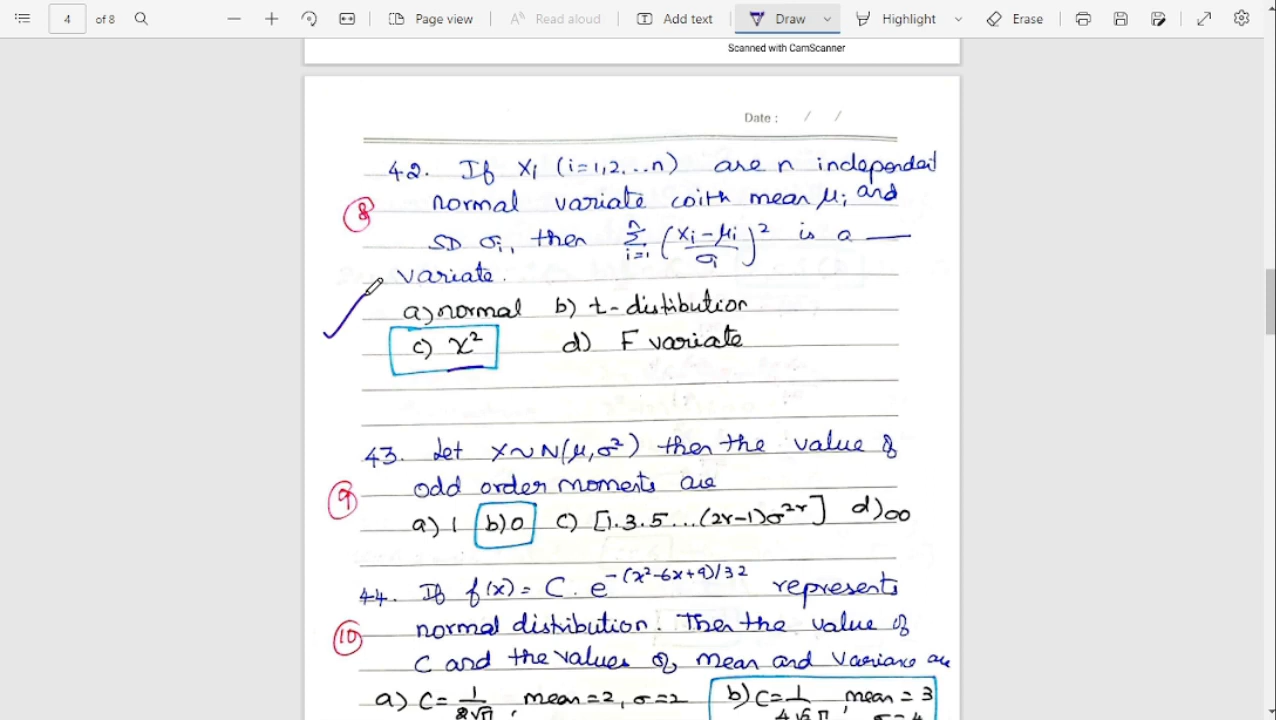 4 of 8 Page view Read aloud Add text Draw Highlight Erase
Scanned with CamScanner
Date : / /
42. If Xi (i=1,2...n) are n independent
8 normal variate with mean μi and
SD σi, then Σ i=1 n (xi-μi/σi)² is a ___
variate.
a) normal b) t-distibution
c) χ² d) F variate
43. Let X~N(μ,σ²) then the value of
9 odd order moments are
a) 1 b) 0 c) [1.3.5...(2r-1)σ^2r] d) ∞
44. If f(x) = C. e^-(x²-6x+9)/32 represents
10 normal distribution. Then the value of
C and the values of mean and variance are
a) C= 1/8√π, mean=2, σ=2 b) C= 1/4√2π, mean = 3
σ=4